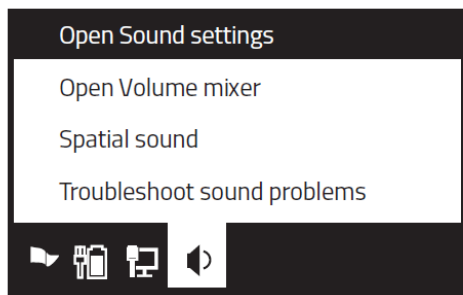 Open Sound settings
Open Volume mixer
Spatial sound
Troubleshoot sound problems